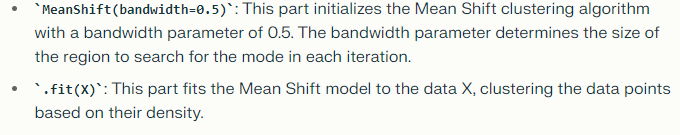 • `MeanShift(bandwidth=0.5)`: This part initializes the Mean Shift clustering algorithm
with a bandwidth parameter of 0.5. The bandwidth parameter determines the size of
the region to search for the mode in each iteration.
• `.fit(X)`: This part fits the Mean Shift model to the data X, clustering the data points
based on their density.